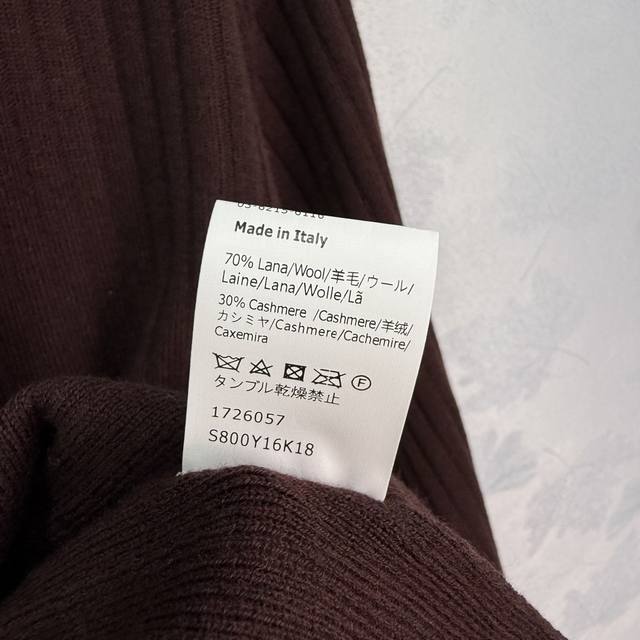 Made in Italy
70% Lana/Wool/羊毛/ウール/
Laine/Lana/Wolle/Lã
30% Cashmere /Cashmere/羊绒/
カシミヤ/Cashmere/Cachemire/
Caxemira
F
タンブル乾燥禁止
1726057
S800Y16K18